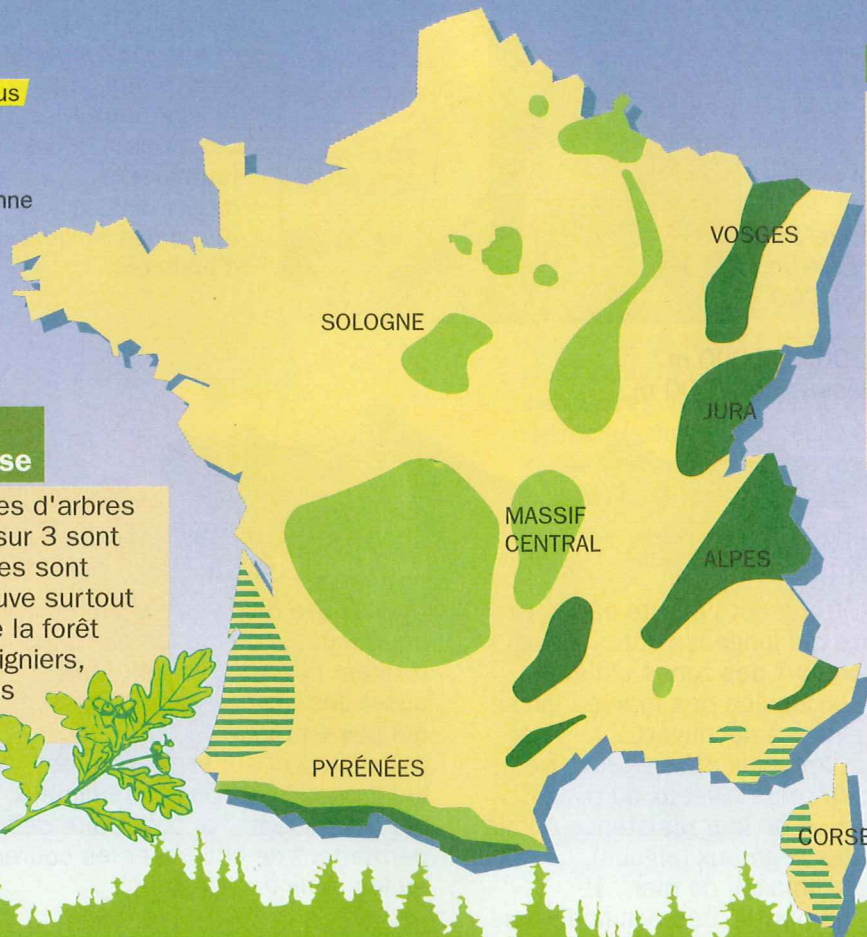 us
nne
VOSGES
SOLOGNE
JURA
se
es d'arbres
sur 3 sont
es sont
uve surtout
e la forêt
igniers,
s
MASSIF
CENTRAL
ALPES
PYRÉNÉES
CORSE